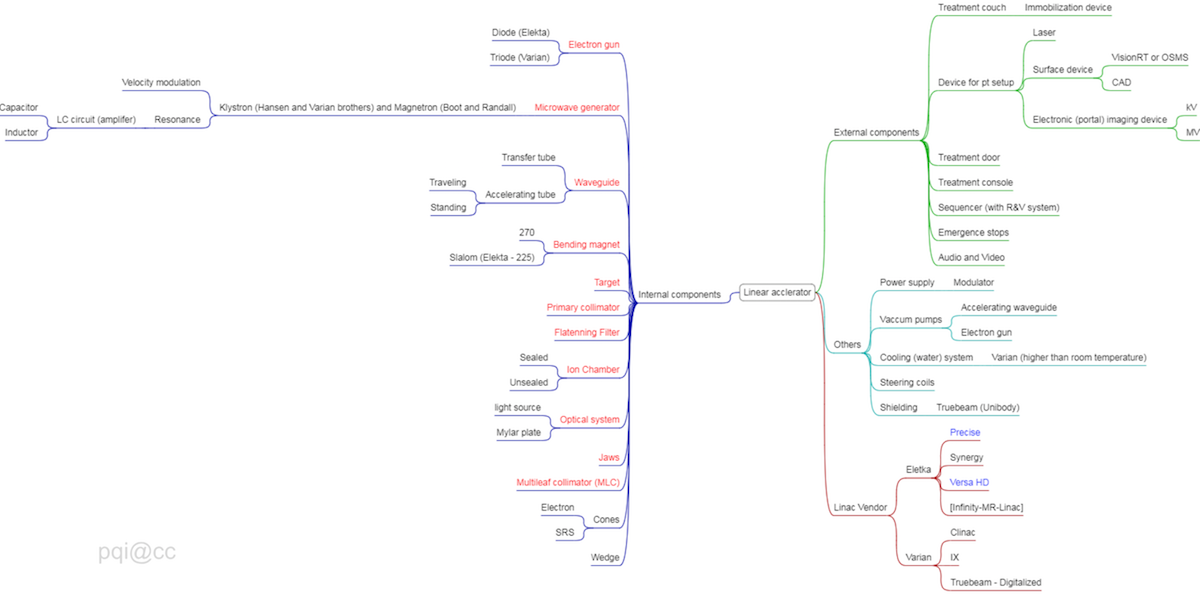 Treatment couch Immobilization device
Diode (Elekta)
Electron gun
Triode (Varian)
Laser
VisionRT or OSMS
Surface device
CAD
Device for pt setup
Electronic (portal) imaging device
kV
MV
Velocity modulation
Capacitor
LC circuit (amplifer) Resonance
Inductor
Klystron (Hansen and Varian brothers) and Magnetron (Boot and Randall) Microwave generator
External components
Transfer tube
Waveguide
Traveling
Accelerating tube
Standing
Treatment door
Treatment console
Sequencer (with R&V system)
Emergence stops
Audio and Video
270
Bending magnet
Slalom (Elekta - 225)
Target
Primary collimator
Flatenning Filter
Internal components
Linear acclerator
Power supply Modulator
Accelerating waveguide
Vaccum pumps
Electron gun
Others
Cooling (water) system Varian (higher than room temperature)
Steering coils
Shielding Truebeam (Unibody)
Sealed
Ion Chamber
Unsealed
light source
Optical system
Mylar plate
Jaws
Multileaf collimator (MLC)
Electron
Cones
SRS
Wedge
Precise
Synergy
Eletka
Versa HD
[Infinity-MR-Linac]
Linac Vendor
Clinac
Varian
IX
Truebeam - Digitalized
pqi@cc